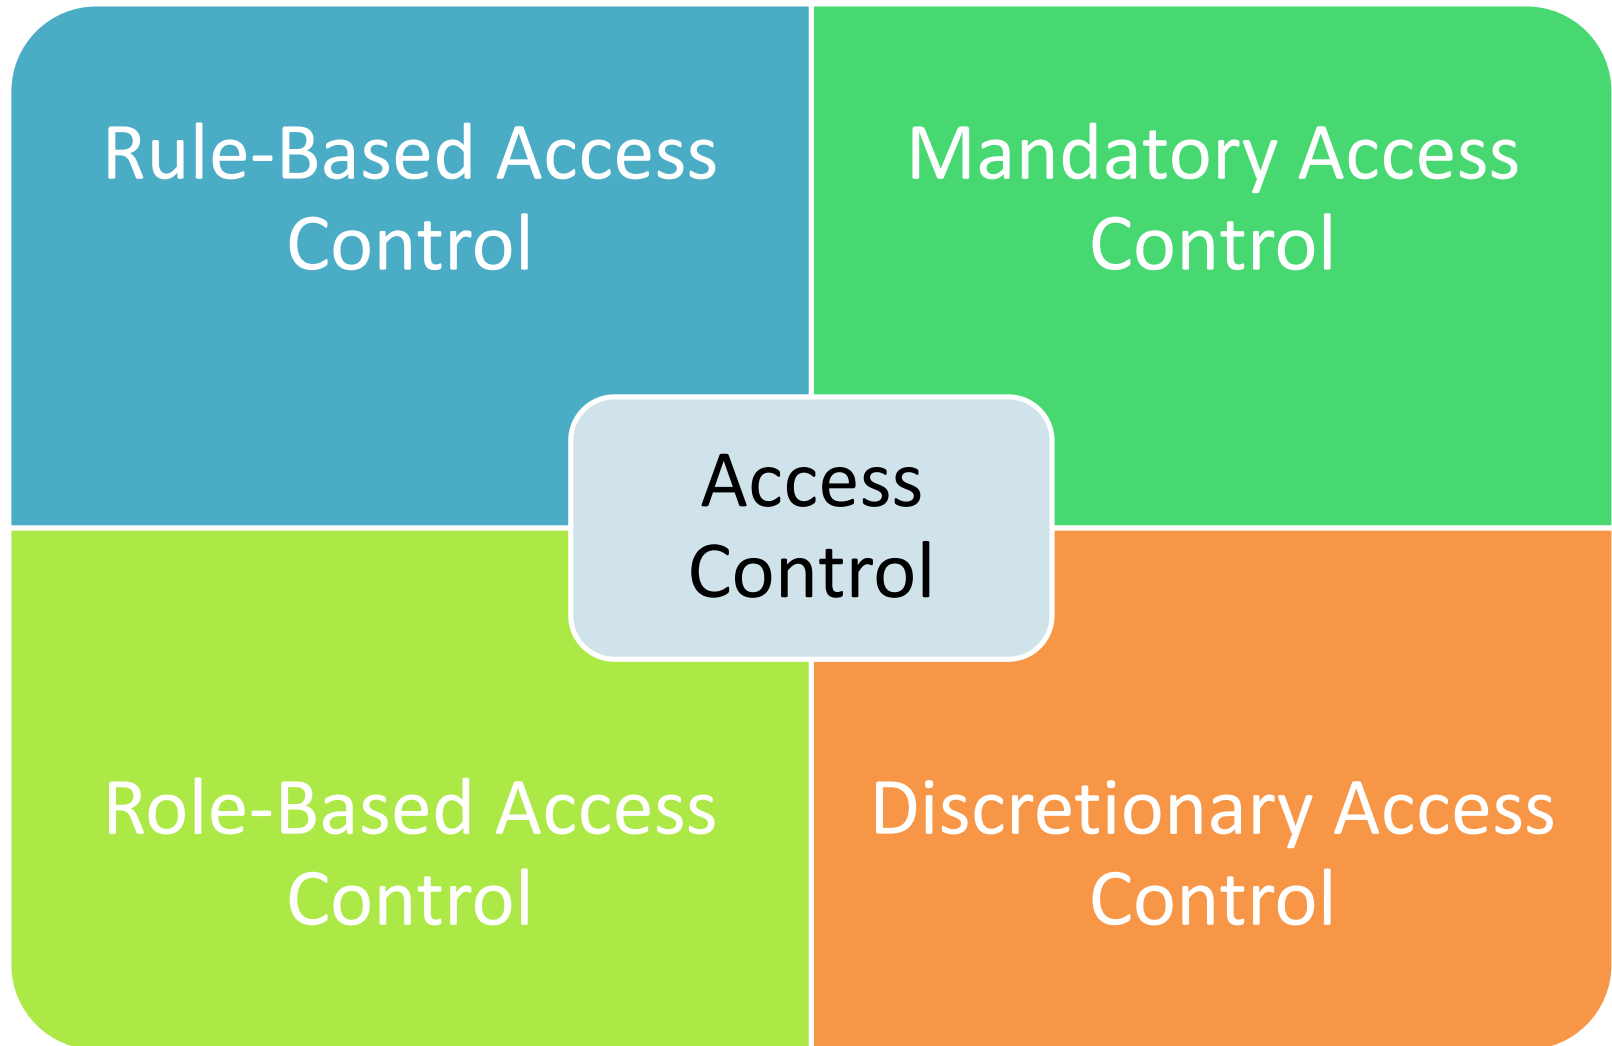 Rule-Based Access
Control
Mandatory Access
Control
Access
Control
Role-Based Access
Control
Discretionary Access
Control